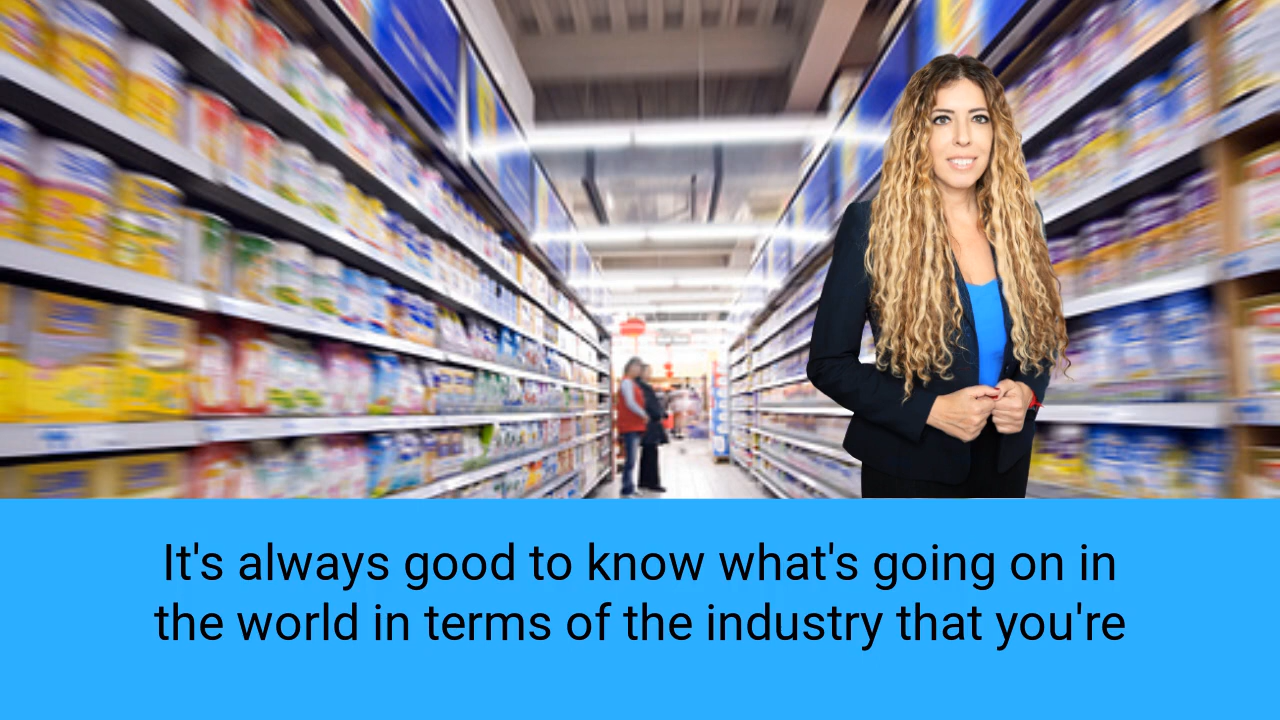 It's always good to know what's going on in
the world in terms of the industry that you're